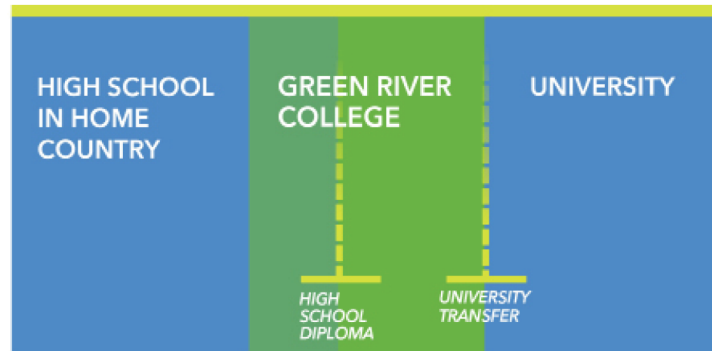 HIGH SCHOOL
IN HOME
COUNTRY
GREEN RIVER
COLLEGE
UNIVERSITY
HIGH
SCHOOL
DIPLOMA
UNIVERSITY
TRANSFER